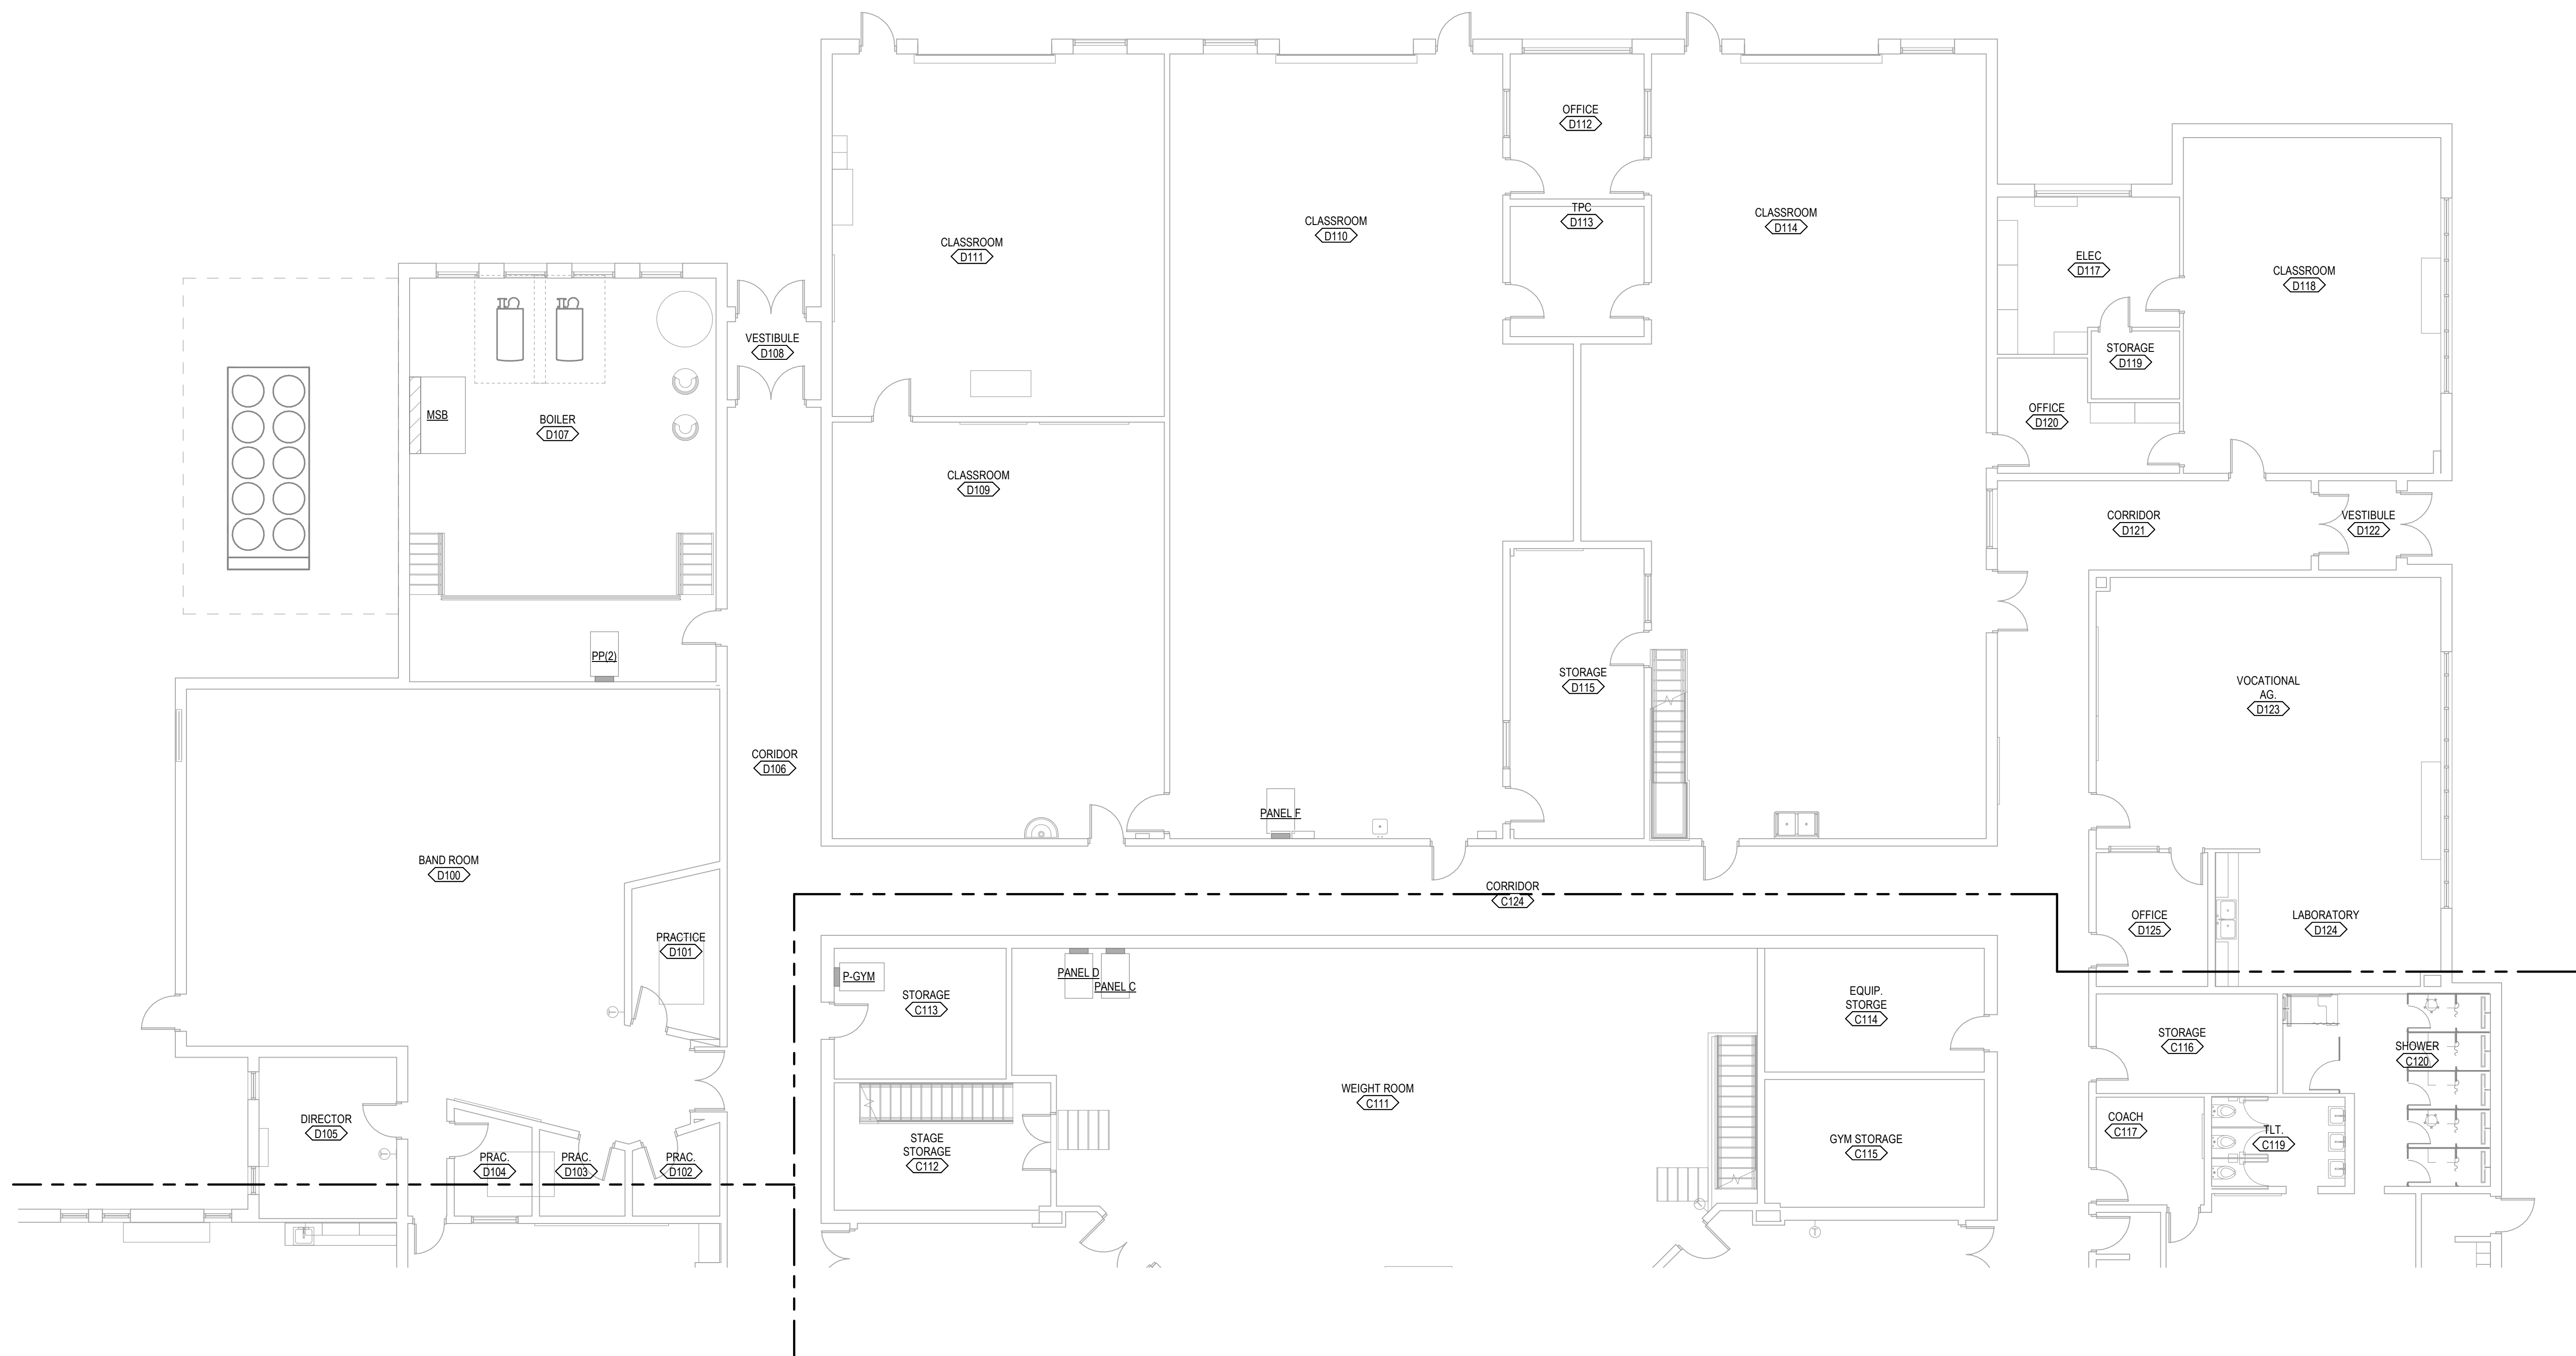 OFFICE
D112
TPC
D113
CLASSROOM
D110
CLASSROOM
D114
CLASSROOM
D111
ELEC
D117
CLASSROOM
D118
VESTIBULE
D108
STORAGE
D119
MSB
BOILER
D107
OFFICE
D120
CLASSROOM
D109
CORRIDOR
D121
VESTIBULE
D122
PP(2)
STORAGE
D115
VOCATIONAL
AG.
D123
CORIDOR
D106
PANEL F
BAND ROOM
D100
CORRIDOR
C124
OFFICE
D125
LABORATORY
D124
PRACTICE
D101
P-GYM
PANEL D
PANEL C
STORAGE
C113
EQUIP.
STORGE
C114
STORAGE
C116
SHOWER
C120
WEIGHT ROOM
C111
DIRECTOR
D105
COACH
C117
TLT.
C119
STAGE
STORAGE
C112
GYM STORAGE
C115
PRAC.
D104
PRAC.
D103
PRAC.
D102
T
T
T
T